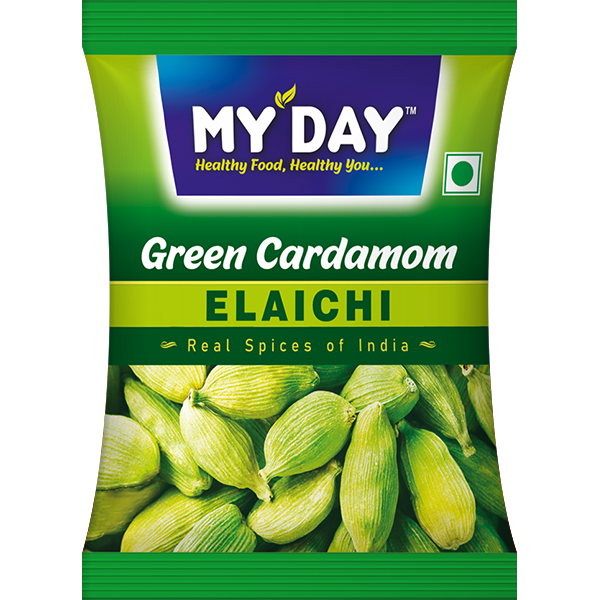 MY DAY™
Healthy Food, Healthy You...
Green Cardamom
ELAICHI
~ Real Spices of India ~